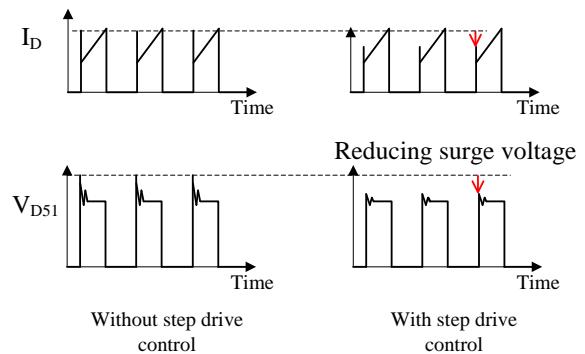 I_D
Time
Time
Reducing surge voltage
V_D51
Time
Time
Without step drive
control
With step drive
control